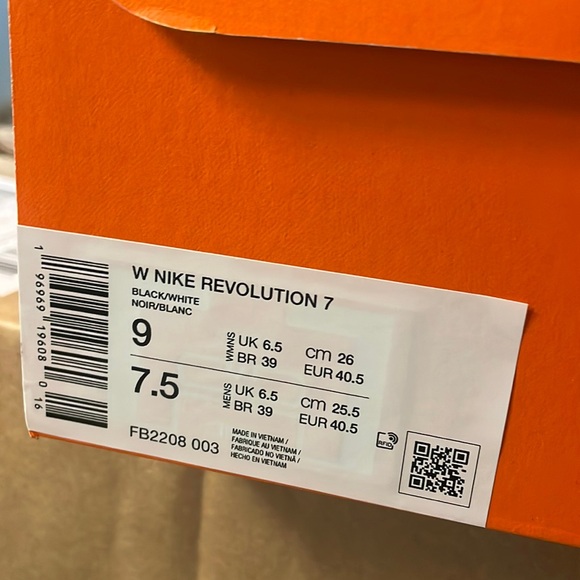 W NIKE REVOLUTION 7
BLACK/WHITE
NOIR/BLANC
9
WMNS
UK 6.5 cm 26
BR 39 EUR 40.5
7.5
MENS
UK 6.5 cm 25.5
BR 39 EUR 40.5
FB2208 003
MADE IN VIETNAM /
FABRIQUE AU VIETNAM /
FABRICADO NO VIETNÃ /
HECHO EN VIETNAM
RFID
1 96969 19608 0 16